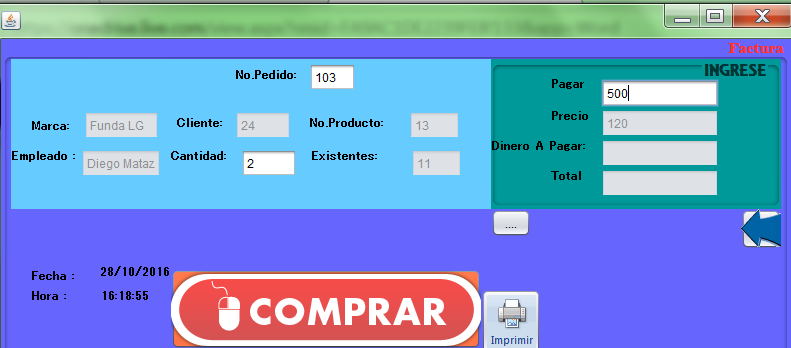 Factura
INGRESE
No.Pedido: 103
Pagar 500
Marca: Funda LG Cliente: 24 No.Producto: 13
Precio 120
Empleado : Diego Mataz Cantidad: 2 Existentes: 11
Dinero A Pagar:
Total
....
Fecha : 28/10/2016
Hora : 16:18:55
COMPRAR
Imprimir